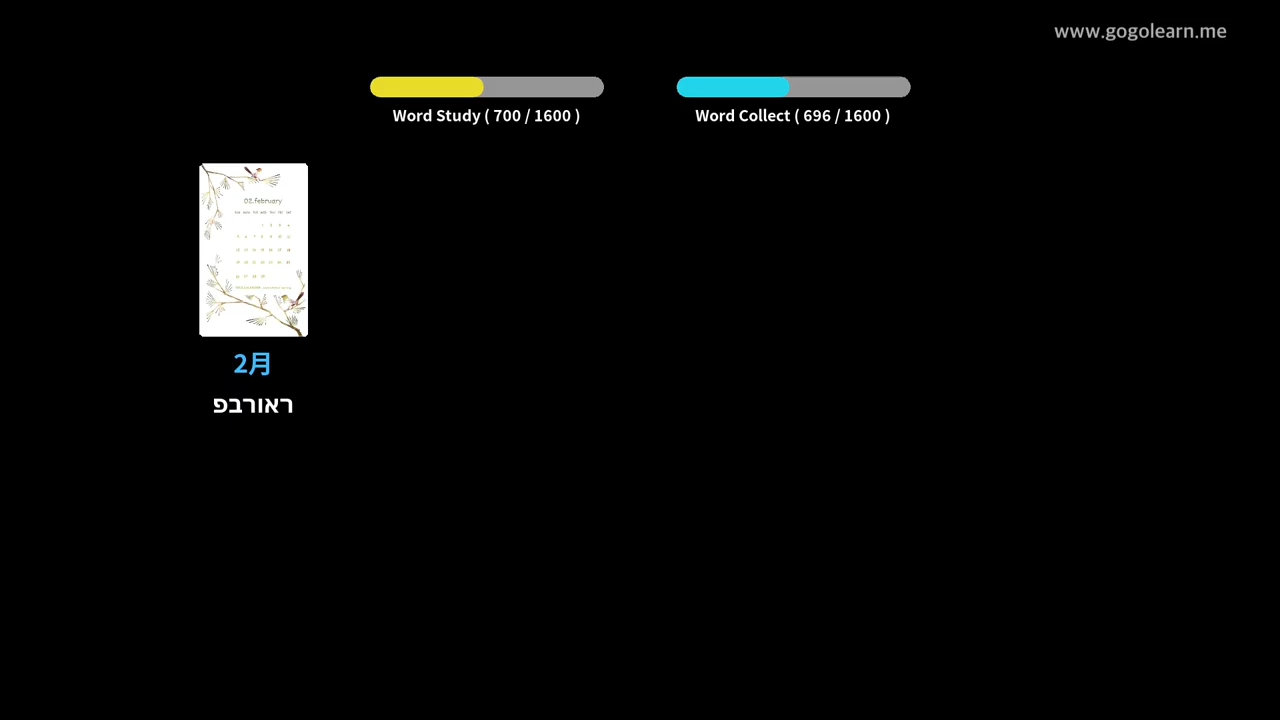 www.gogolearn.me
Word Study ( 700 / 1600 )
Word Collect ( 696 / 1600 )
02.february
2月
פברואר